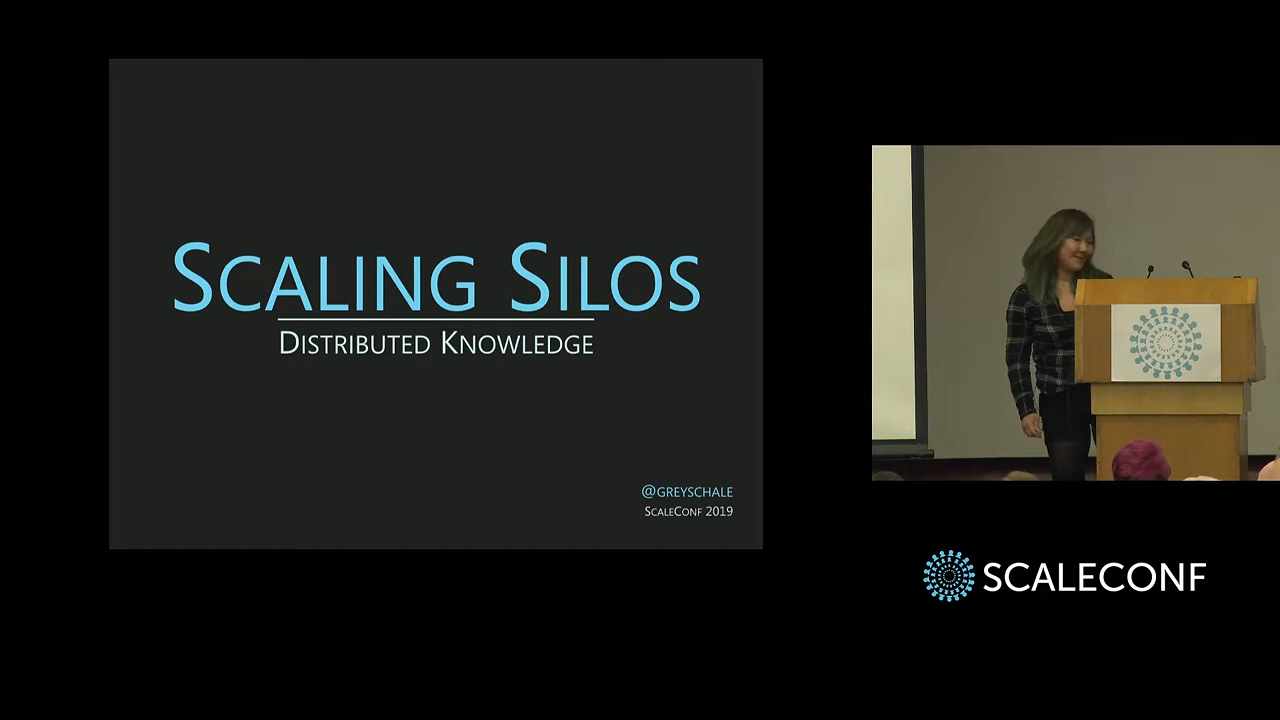 Scaling Silos
Distributed Knowledge
@greyschale
ScaleConf 2019
SCALECONF